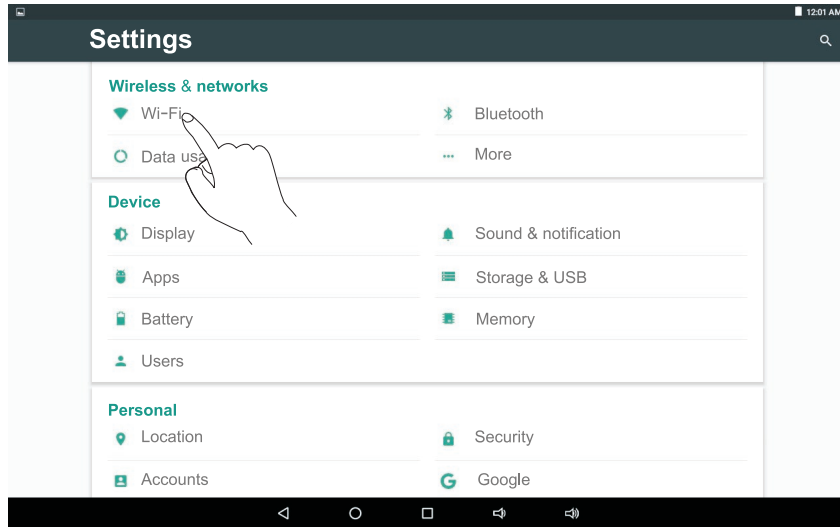 12:01 AM
Settings
Wireless & networks
Wi-Fi
Bluetooth
Data usa
More
Device
Display
Sound & notification
Apps
Storage & USB
Battery
Memory
Users
Personal
Location
Security
Accounts
Google